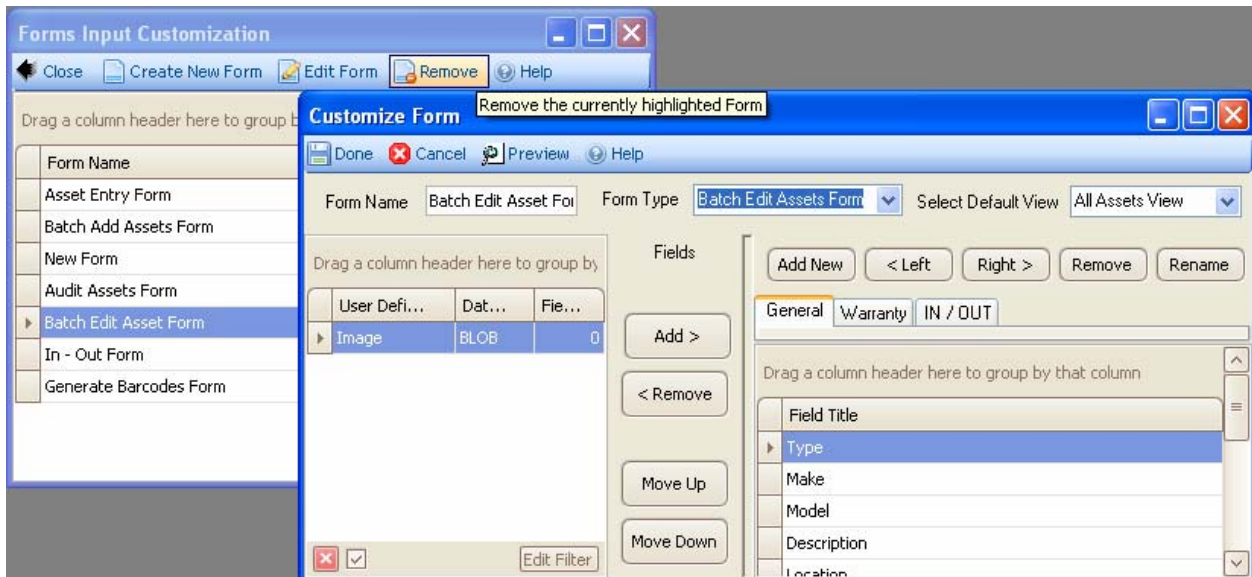 Forms Input Customization
Close Create New Form Edit Form Remove Help
Remove the currently highlighted Form
Drag a column header here to group b
Form Name
Asset Entry Form
Batch Add Assets Form
New Form
Audit Assets Form
Batch Edit Asset Form
In - Out Form
Generate Barcodes Form
Customize Form
Done Cancel Preview Help
Form Name Batch Edit Asset For Form Type Batch Edit Assets Form Select Default View All Assets View
Drag a column header here to group by
User Defi... Dat... Fie...
Image BLOB 0
Edit Filter
Fields
Add >
< Remove
Move Up
Move Down
Add New < Left Right > Remove Rename
General Warranty IN / OUT
Drag a column header here to group by that column
Field Title
Type
Make
Model
Description
Location